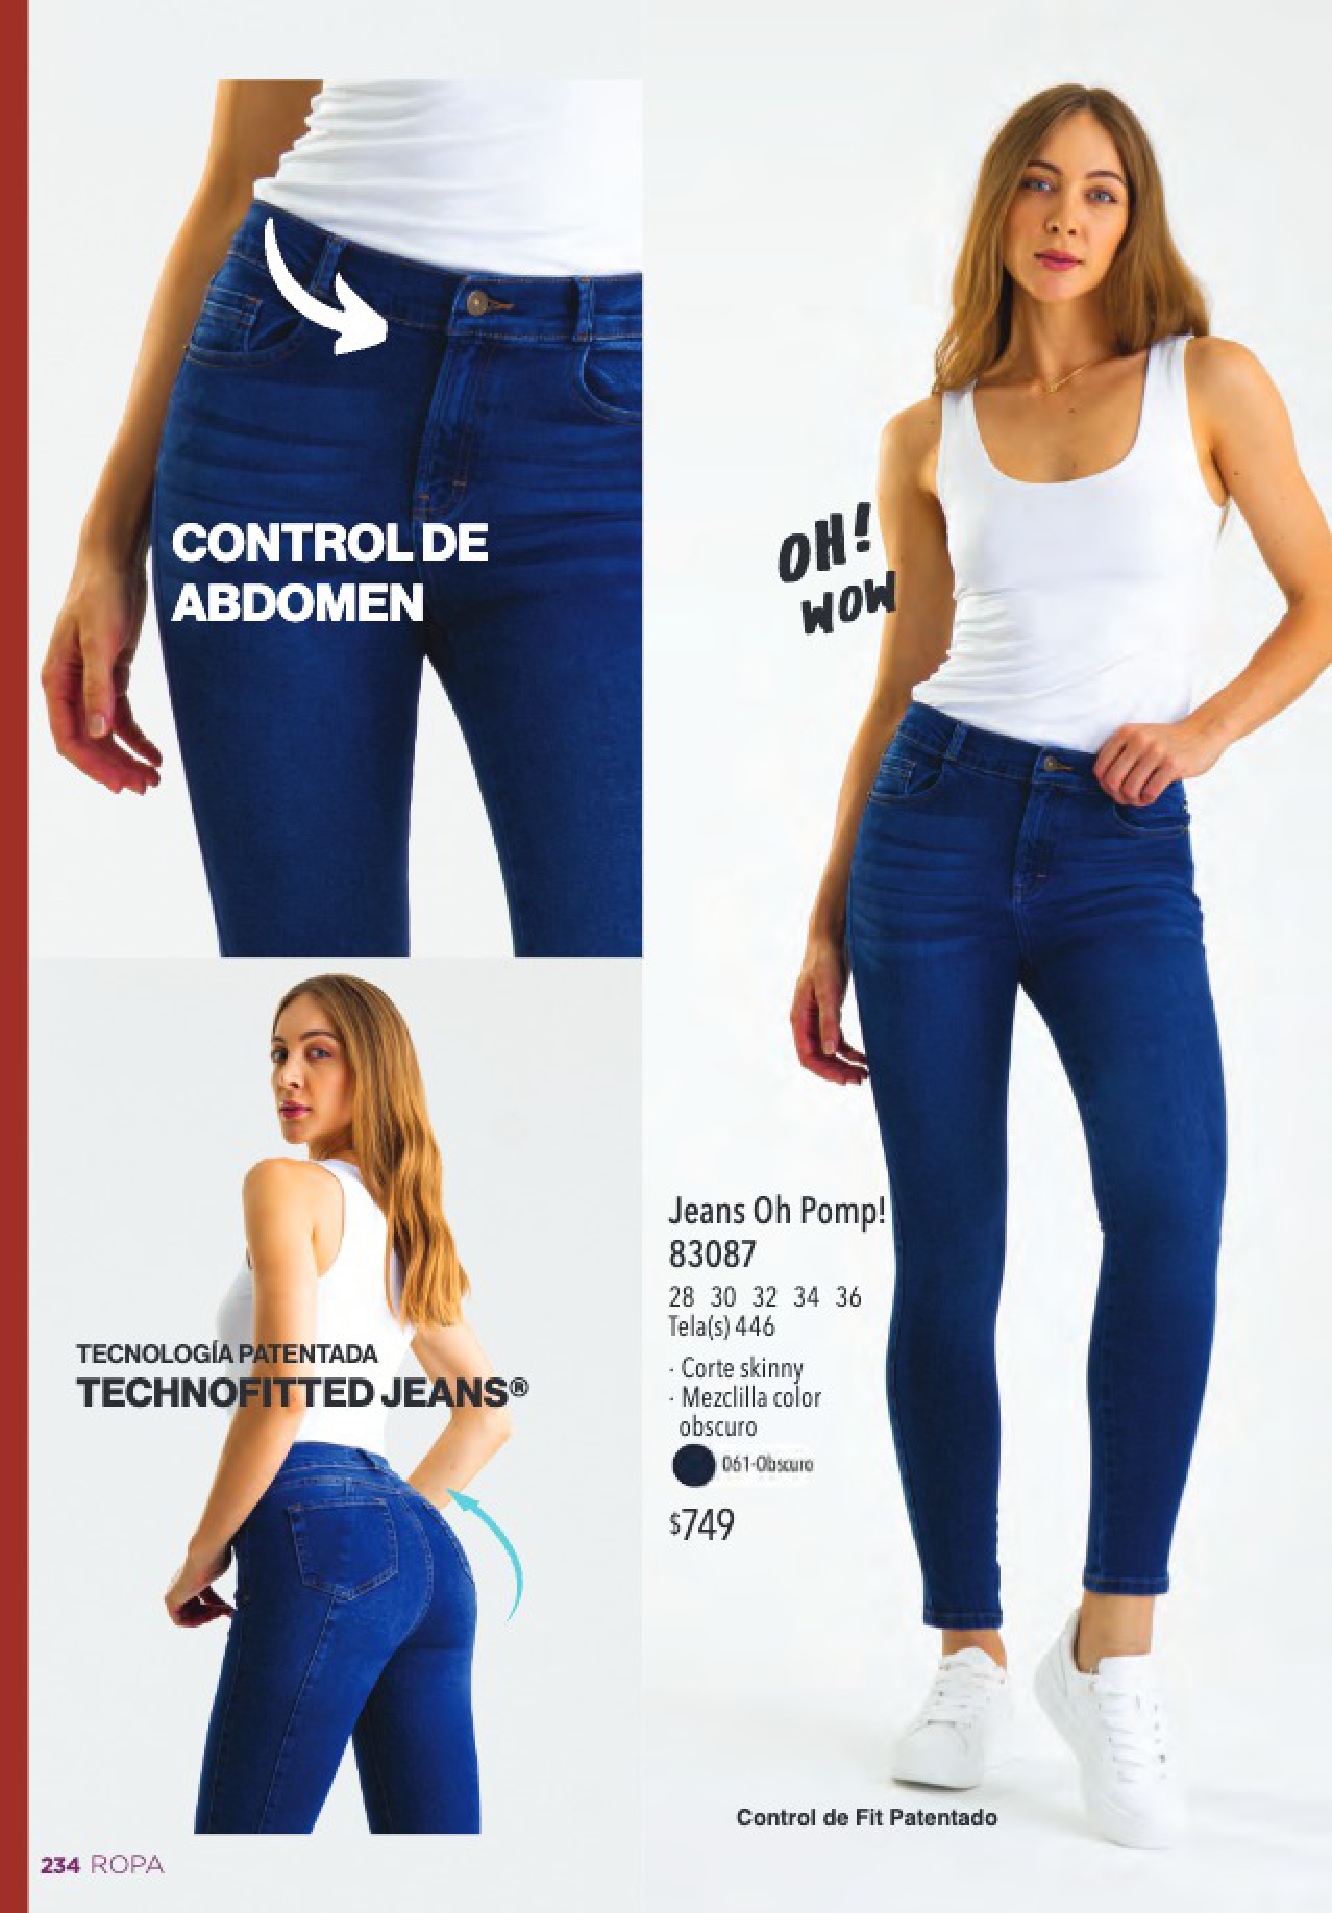 CONTROL DE
ABDOMEN
OH!
WOW
TECNOLOGÍA PATENTADA
TECHNOFITTED JEANS®
Jeans Oh Pomp!
83087
28 30 32 34 36
Tela(s) 446
· Corte skinny
· Mezclilla color
obscuro
061-Obscuro
$749
Control de Fit Patentado
234 ROPA